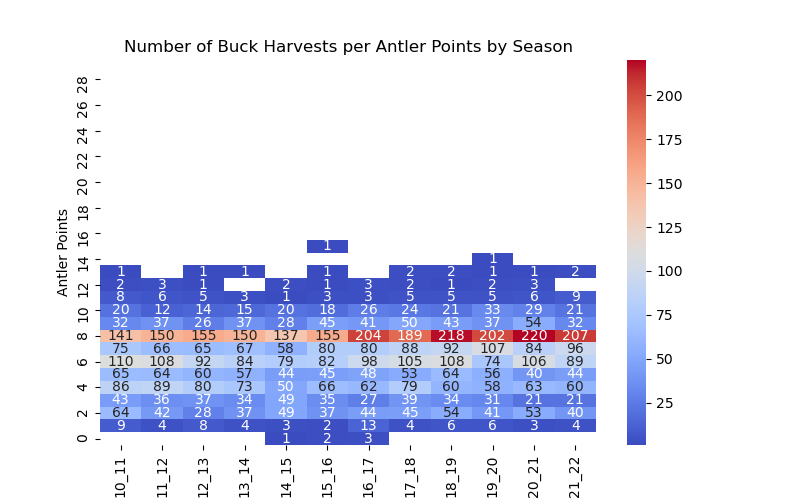 Number of Buck Harvests per Antler Points by Season
Antler Points
28
26
24
22
20
18
16
1
14 1
1 1 1 1 2 2 1 1 2
12 2 3 1 2 1 3 2 1 2 3
8 6 5 3 1 3 3 5 5 5 6 9
10 20 12 14 15 20 18 26 24 21 33 29 21
32 37 26 37 28 45 41 50 43 37 54 32
8 141 150 155 150 137 155 204 189 218 202 220 207
75 66 65 67 58 80 80 88 92 107 84 96
6 110 108 92 84 79 82 98 105 108 74 106 89
65 64 60 57 44 45 48 53 64 56 40 44
4 86 89 80 73 50 66 62 79 60 58 63 60
43 36 37 34 49 35 27 39 34 31 21 21
2 64 42 28 37 49 37 44 45 54 41 53 40
9 4 8 4 3 2 13 4 6 6 3 4
0 1 2 3
10_11 11_12 12_13 13_14 14_15 15_16 16_17 17_18 18_19 19_20 20_21 21_22
200
175
150
125
100
75
50
25